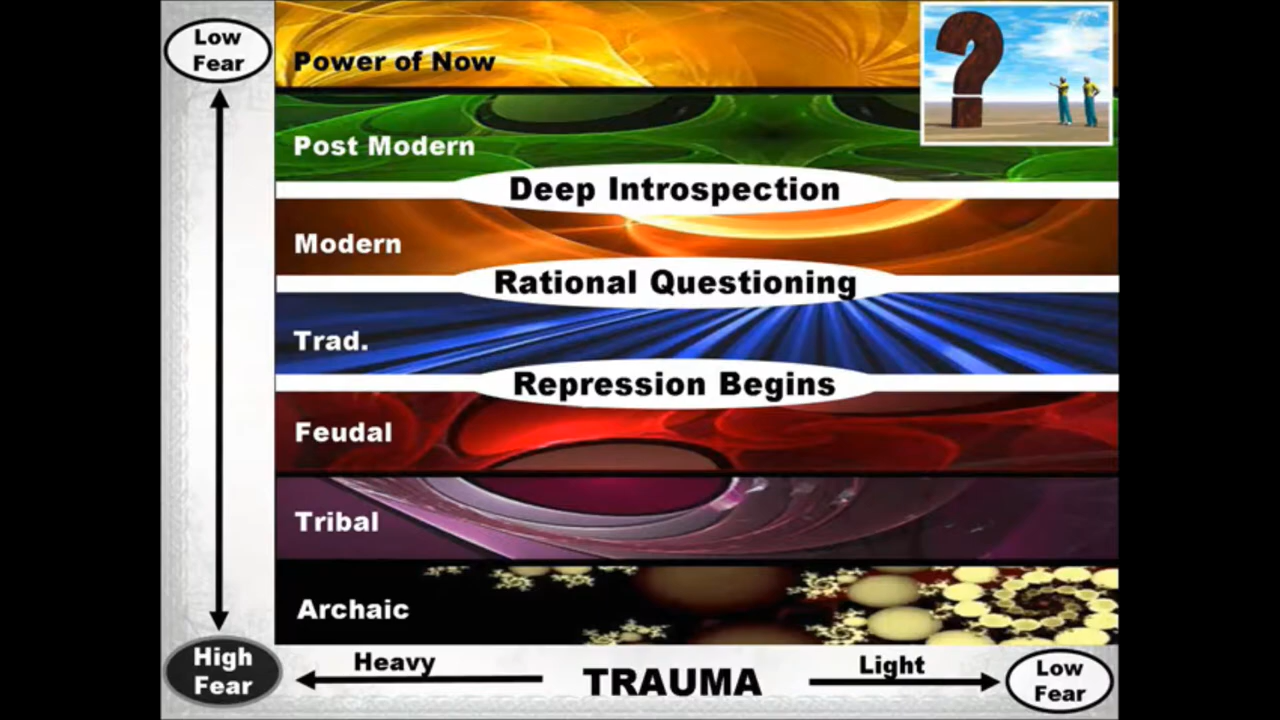 Low
Fear
Power of Now
Post Modern
Deep Introspection
Modern
Rational Questioning
Trad.
Repression Begins
Feudal
Tribal
Archaic
High
Fear
Heavy
TRAUMA
Light
Low
Fear
?